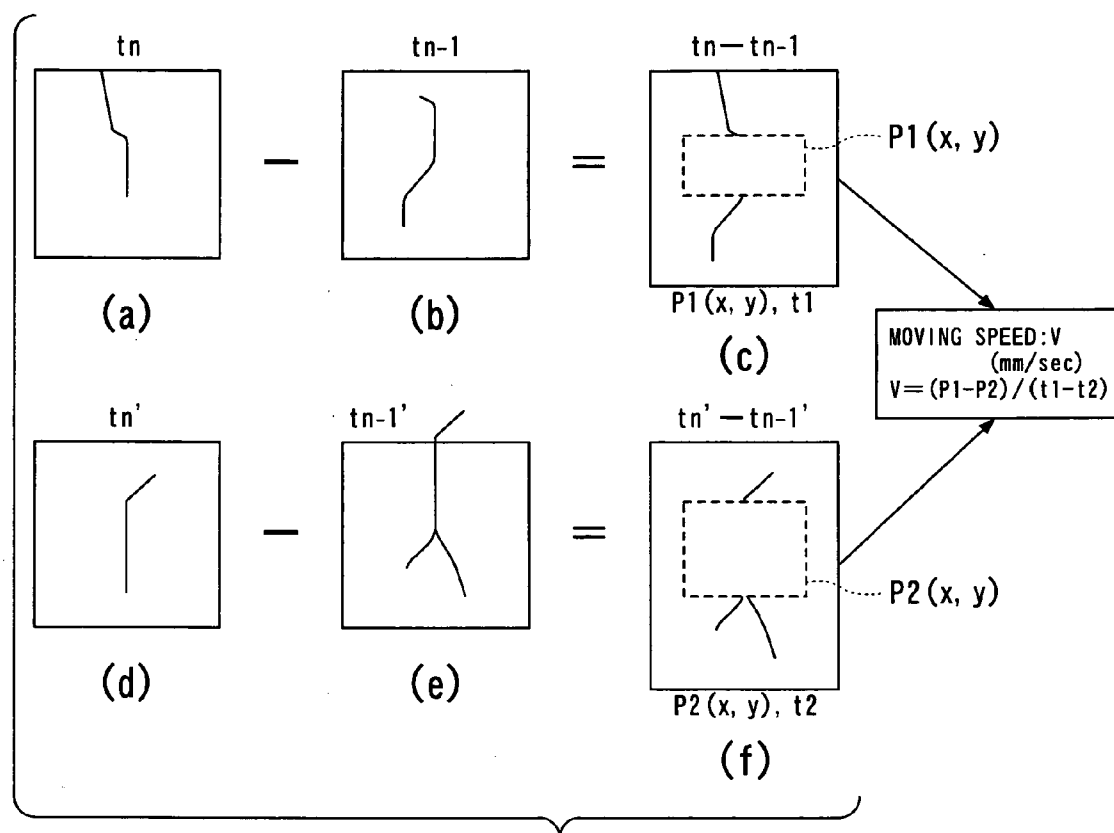 tn
tn-1
tn－tn-1
P1(x, y)
－
＝
(a)
(b)
P1(x, y), t1
(c)
MOVING SPEED:V
(mm/sec)
V＝(P1-P2)/(t1-t2)
tn'
tn-1'
tn'－tn-1'
－
＝
P2(x, y)
(d)
(e)
P2(x, y), t2
(f)